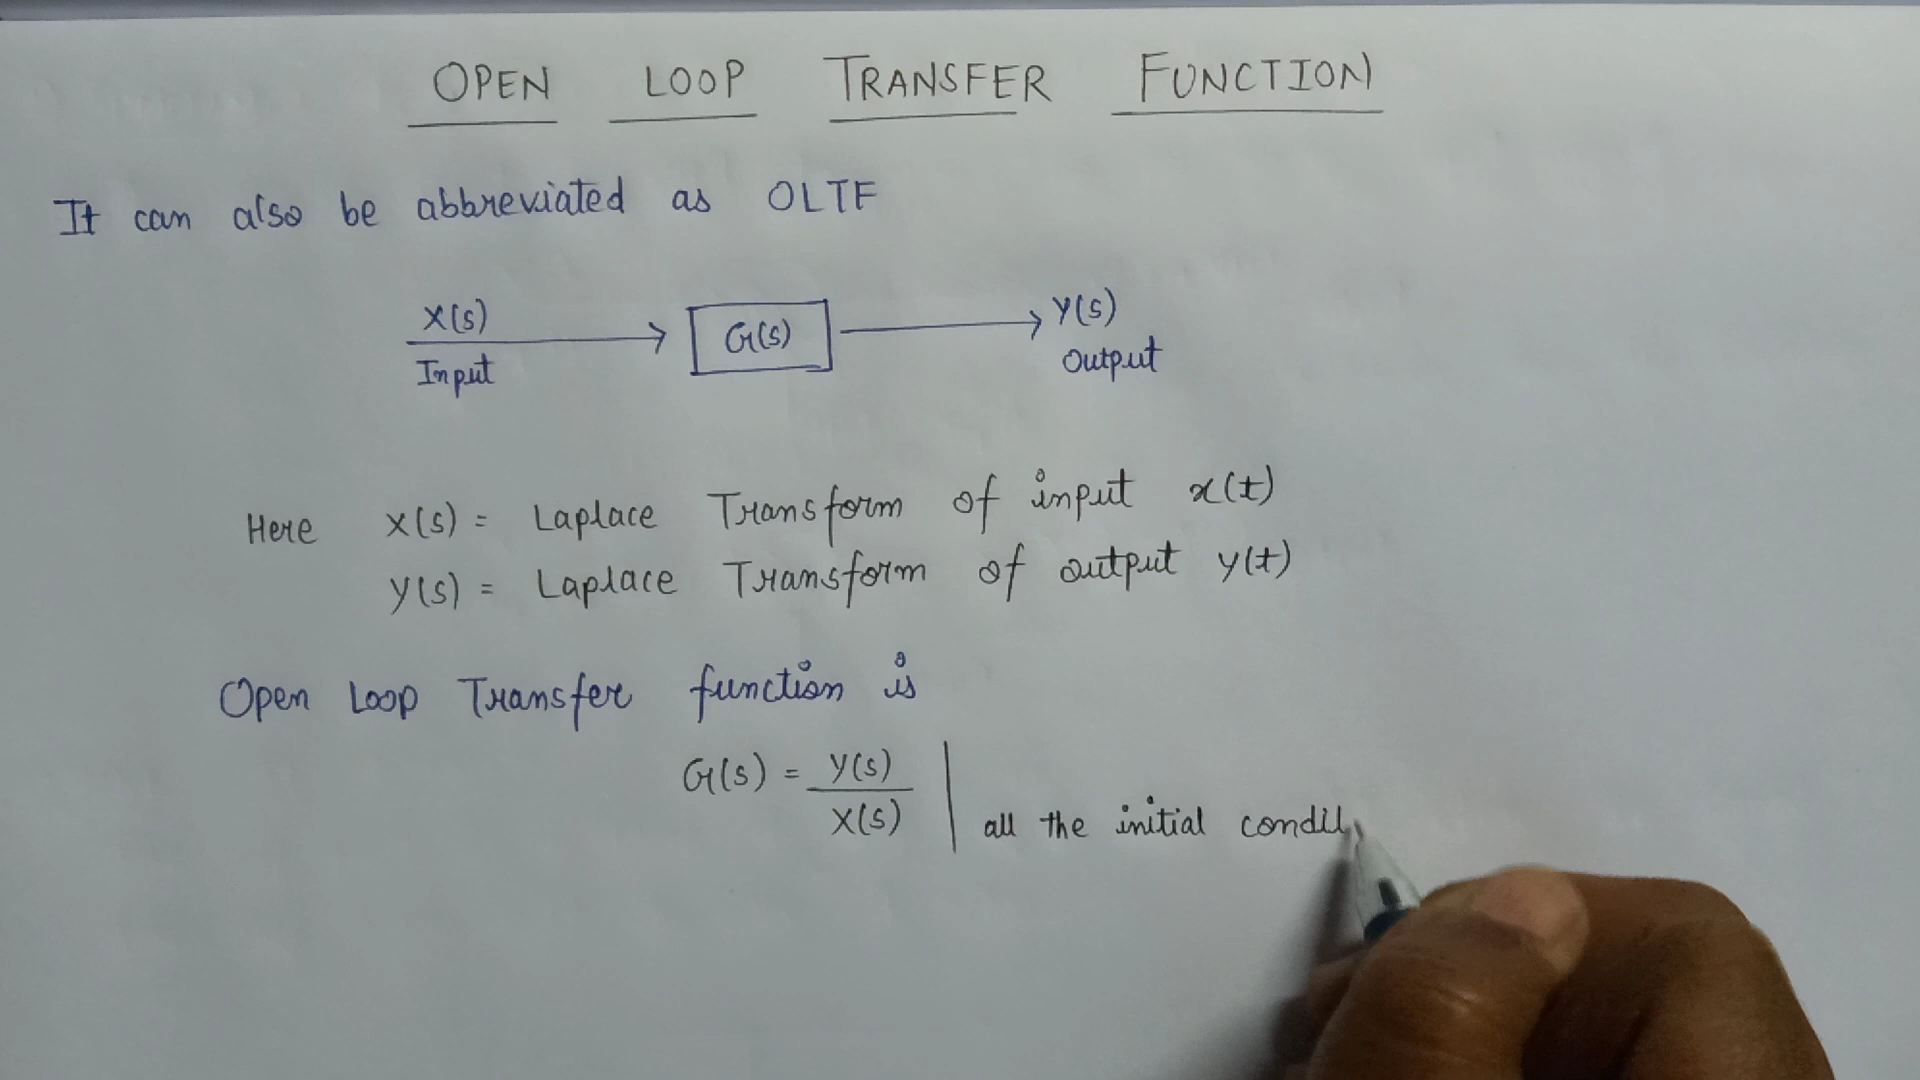 OPEN LOOP TRANSFER FUNCTION
It can also be abbreviated as OLTF
X(s) G(s) Y(s)
Input Output
Here X(s) = Laplace Transform of input x(t)
Y(s) = Laplace Transform of output y(t)
Open Loop Transfer function is
G(s) = Y(s)
X(s) | all the initial